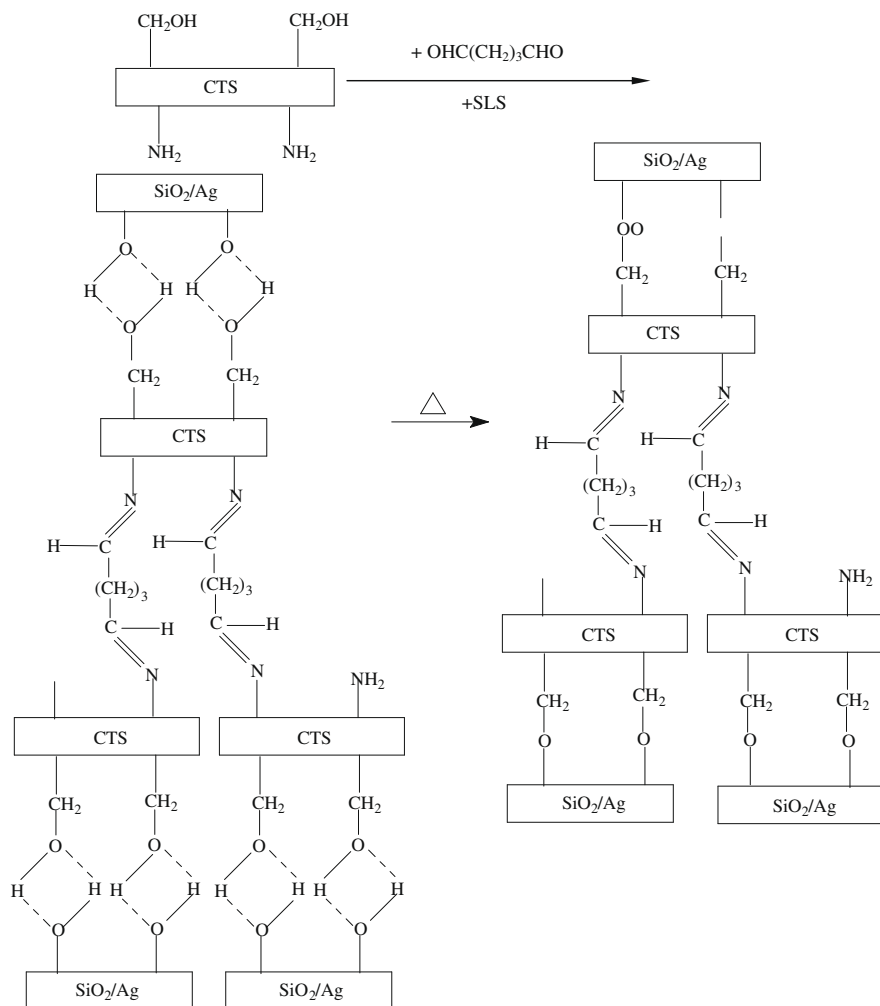 CH2OH CH2OH
+ OHC(CH2)3CHO
CTS
+SLS
NH2 NH2
SiO2/Ag
O O
H H H H
O O
CH2 CH2
CTS
N N
H C H C
(CH2)3 (CH2)3
C H C H
N N
NH2
CTS CTS
CH2 CH2 CH2 CH2
O O O O
H H H H H H H H
O O O O
SiO2/Ag SiO2/Ag
△
SiO2/Ag
OO
CH2 CH2
CTS
N N
H C H C
(CH2)3 (CH2)3
C H C H
N N NH2
CTS CTS
CH2 CH2 CH2 CH2
O O O O
SiO2/Ag SiO2/Ag